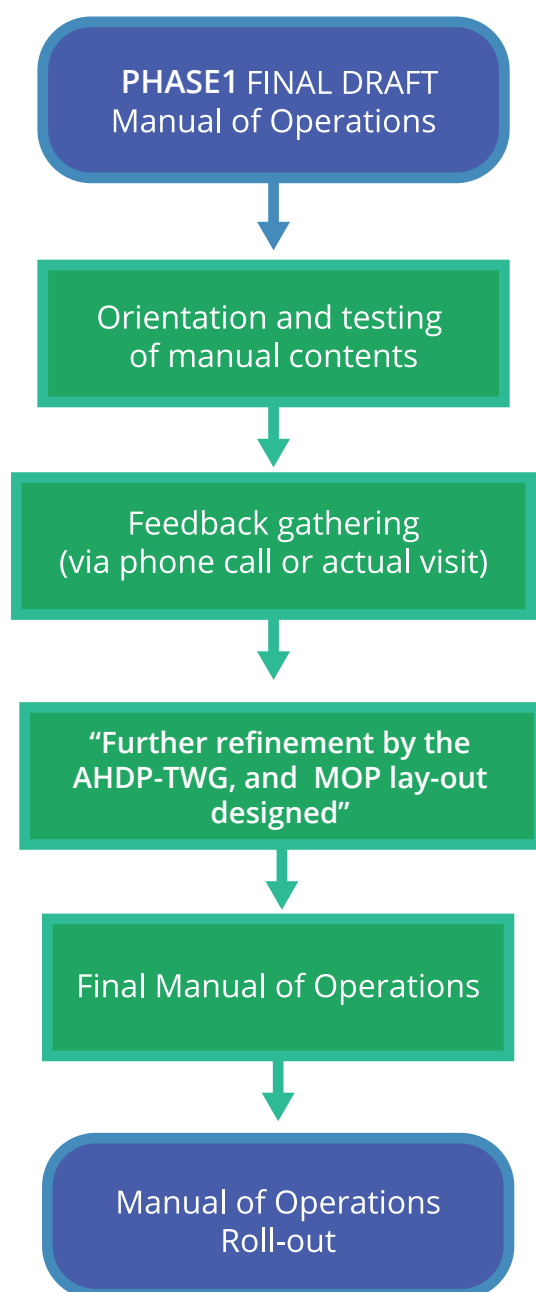 PHASE1 FINAL DRAFT
Manual of Operations
Orientation and testing
of manual contents
Feedback gathering
(via phone call or actual visit)
“Further refinement by the
AHDP-TWG, and  MOP lay-out
designed”
Final Manual of Operations
Manual of Operations
Roll-out